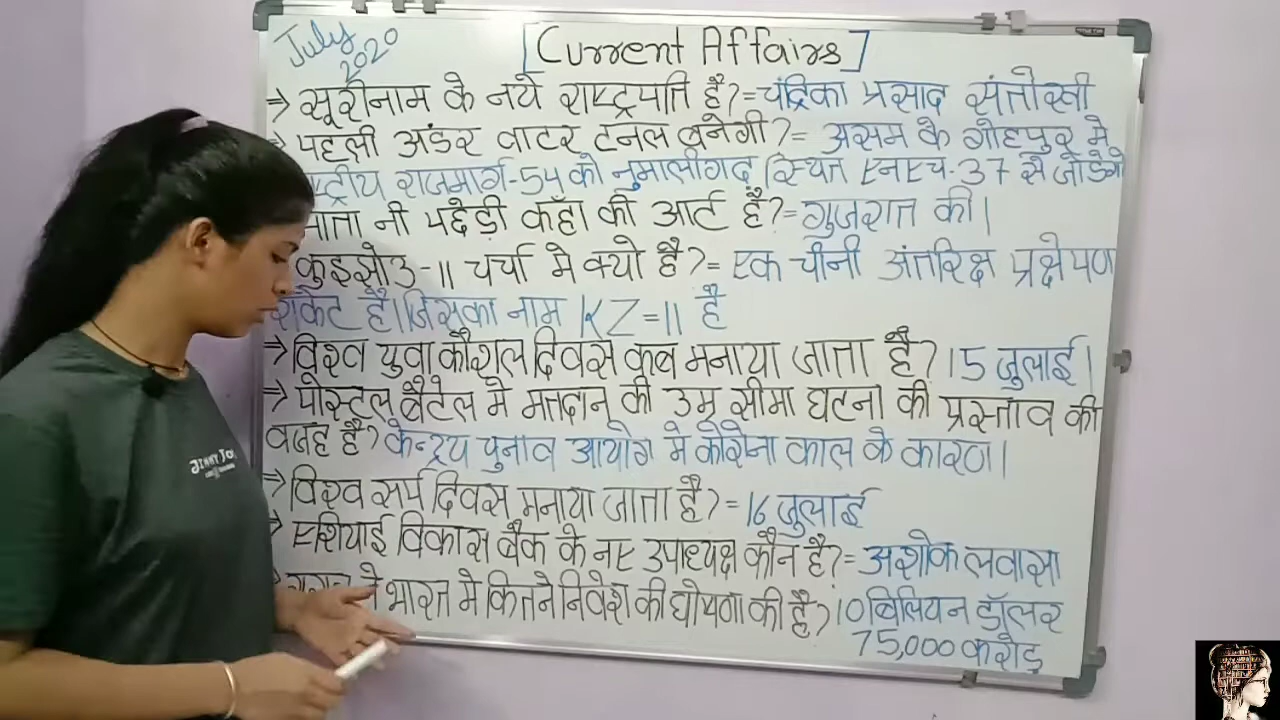 July 2020
[Current Affairs]
⇒ सूरीनाम के नये राष्ट्रपति है? = चंद्रिका प्रसाद संतोखी
पहली अंडर वाटर टनल बनेगी? = असम के गोहपुर मे
राजमार्ग-54 को नुमालीगढ़ स्थित एनएच-37 से जोडेगी
नी पछेड़ी कहाँ की आर्ट है? = गुजरात की।
कुइझोउ-11 चर्चा मे क्यो है? = एक चीनी अंतरिक्ष प्रक्षेपण
राकेट है। जिसका नाम KZ=11 है
⇒ विश्व युवा कौशल दिवस कब मनाया जाता है? 15 जुलाई।
⇒ पोस्टल बैटेल मे मतदान की उम्र सीमा घटना की प्रस्ताव की
वजह है? केन्द्रय चुनाव आयोग मे कोरोना काल के कारण।
⇒ विश्व सर्प दिवस मनाया जाता है? = 16 जुलाई
⇒ एशियाई विकास बैंक के नए उपाध्यक्ष कौन है? = अशोक लवासा
ने भारत मे कितने निवेश की घोषणा की है? 10 बिलियन डॉलर
75,000 करोड़